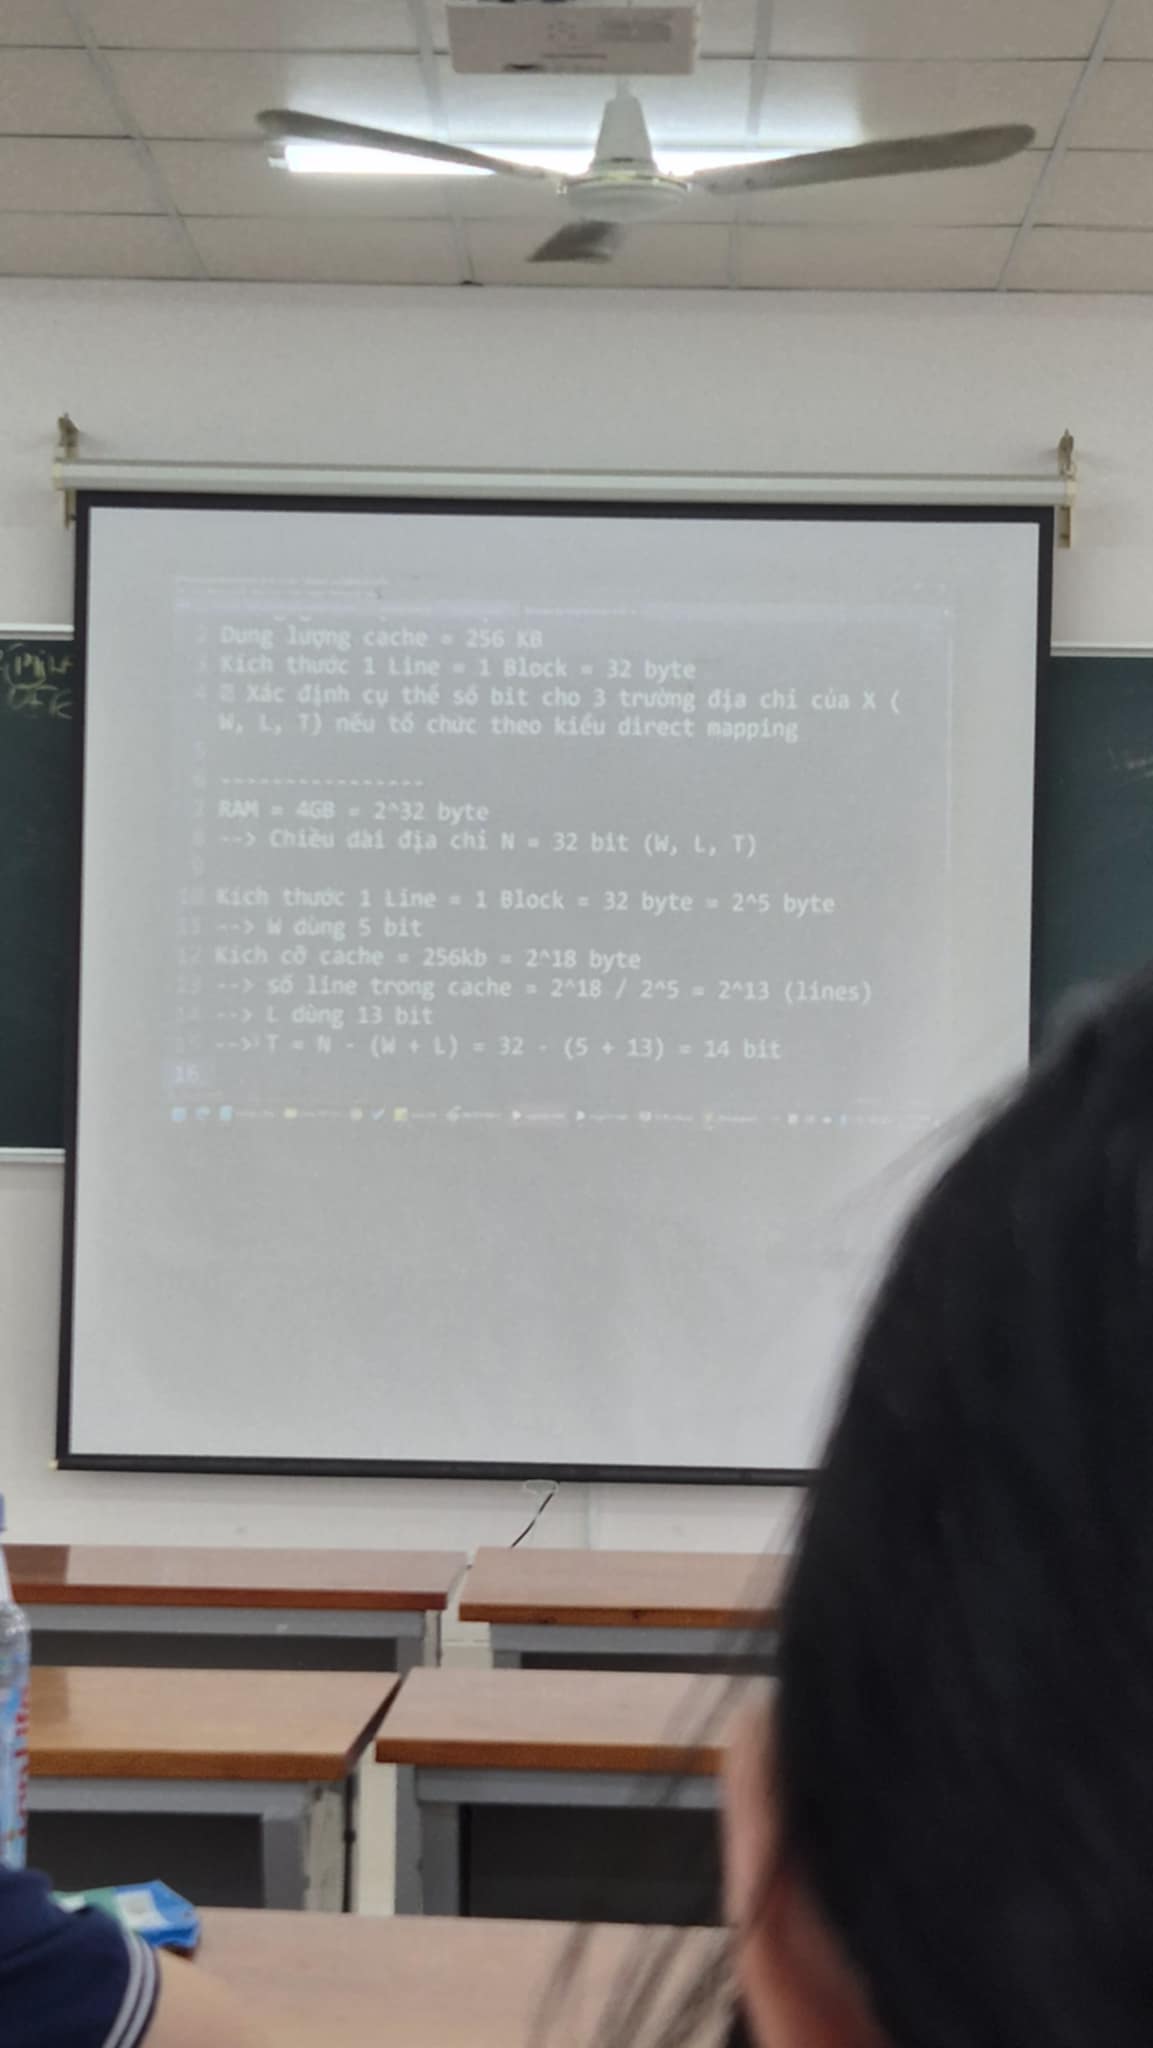 2 Dung lượng cache = 256 KB
3 Kích thước 1 Line = 1 Block = 32 byte
4 Xác định cụ thể số bit cho 3 trường địa chỉ của X (
W, L, T) nếu tổ chức theo kiểu direct mapping
5
6 ----------------
7 RAM = 4GB = 2^32 byte
8 --> Chiều dài địa chỉ N = 32 bit (W, L, T)
9
10 Kích thước 1 Line = 1 Block = 32 byte = 2^5 byte
11 --> W dùng 5 bit
12 Kích cỡ cache = 256kb = 2^18 byte
13 --> số line trong cache = 2^18 / 2^5 = 2^13 (lines)
14 --> L dùng 13 bit
15 --> T = N - (W + L) = 32 - (5 + 13) = 14 bit
16